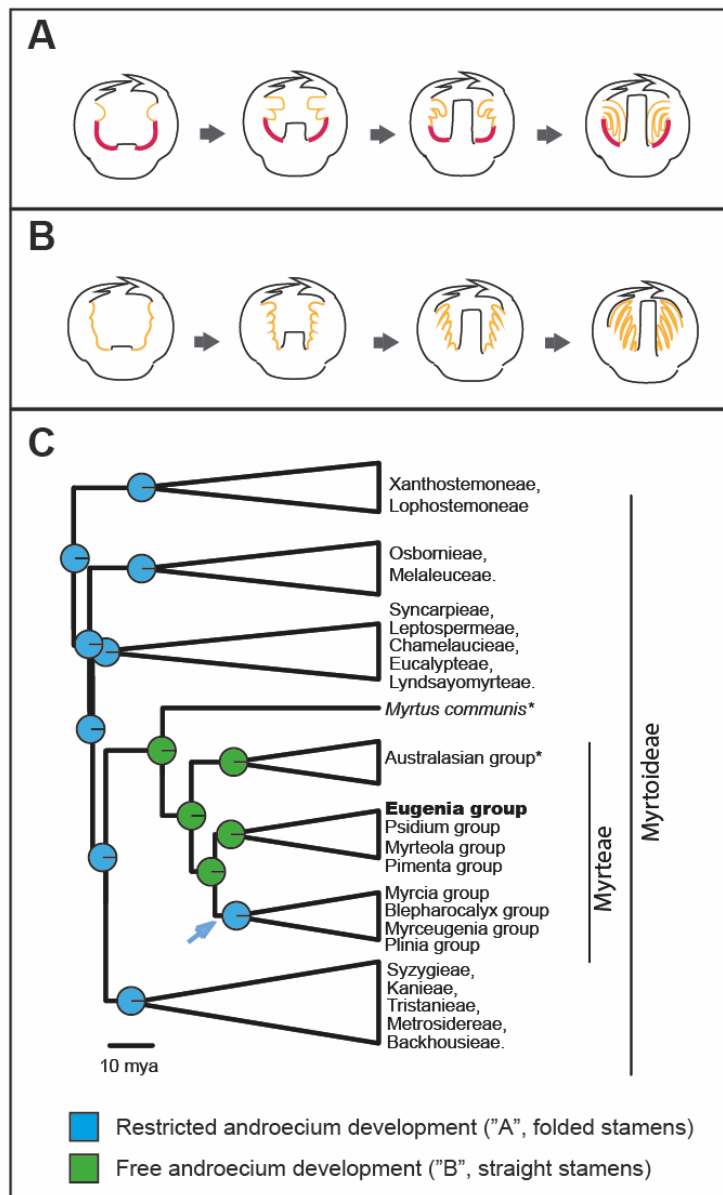 A
B
C
Xanthostemoneae,
Lophostemoneae
Osbornieae,
Melaleuceae.
Syncarpieae,
Leptospermeae,
Chamelaucieae,
Eucalypteae,
Lyndsayomyrteae.
Myrtus communis*
Australasian group*
Eugenia group
Psidium group
Myrteola group
Pimenta group
Myrcia group
Blepharocalyx group
Myrceugenia group
Plinia group
Syzygieae,
Kanieae,
Tristanieae,
Metrosidereae,
Backhousieae.
Myrteae
Myrtoideae
10 mya
Restricted androecium development ("A", folded stamens)
Free androecium development ("B", straight stamens)